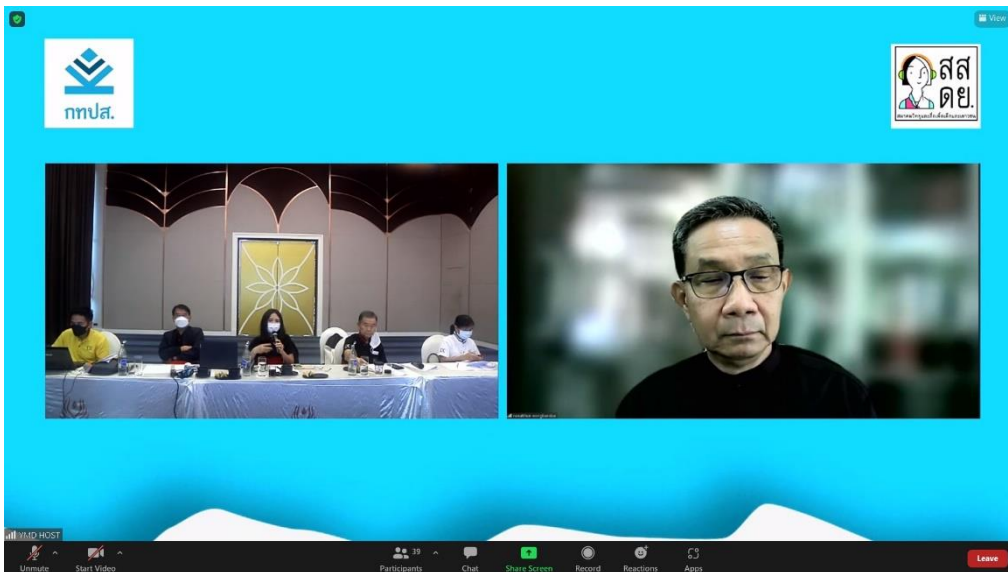 View
กทปส.
สส
ดย.
YMD HOST
Unmute
Start Video
39
Participants
Chat
Share Screen
Record
Reactions
Apps
Leave